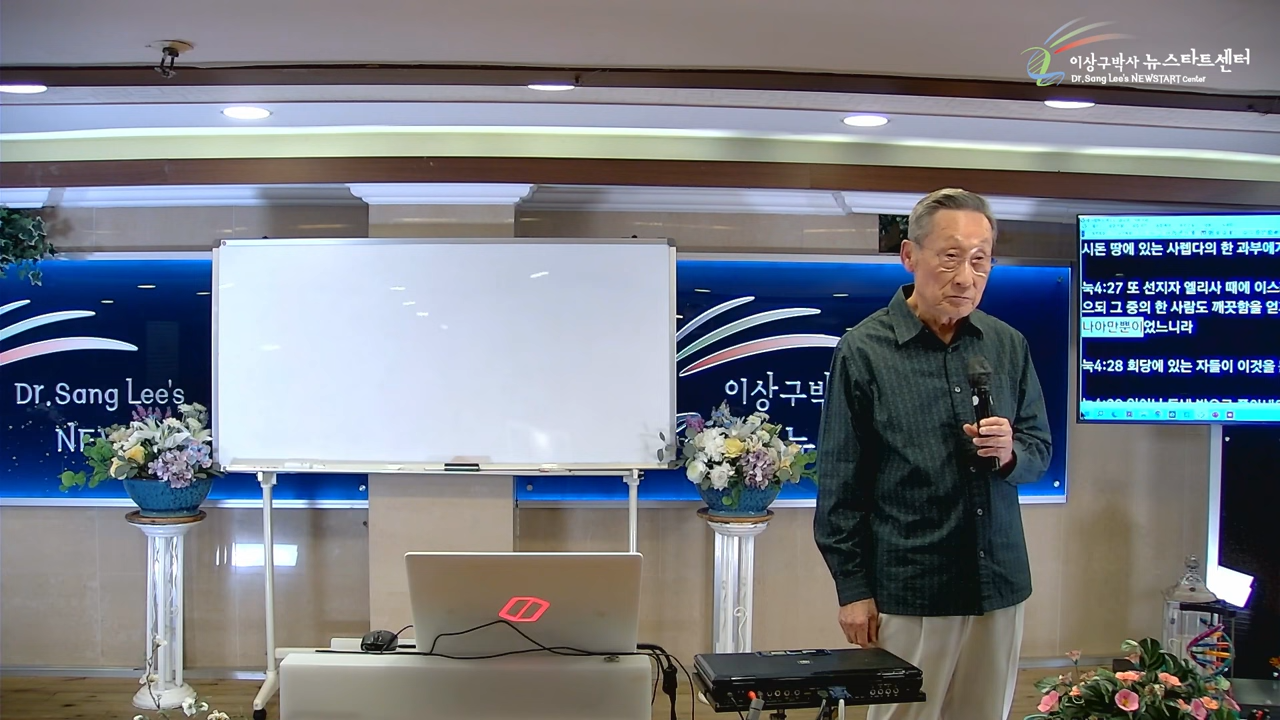 이상구박사 뉴스타트센터
Dr. Sang Lee's NEWSTART Center
시돈 땅에 있는 사렙다의 한 과부에게
눅4:27 또 선지자 엘리사 때에 이스
으되 그 중의 한 사람도 깨끗함을 얻
나아만뿐이었느니라
눅4:28 회당에 있는 자들이 이것을
Dr.Sang Lee's
이상구